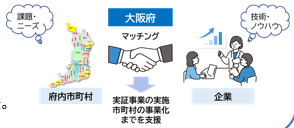 課題・
ニーズ
大阪府
マッチング
技術・
ノウハウ
府内市町村
企業
実証事業の実施
市町村の事業化
までを支援
。